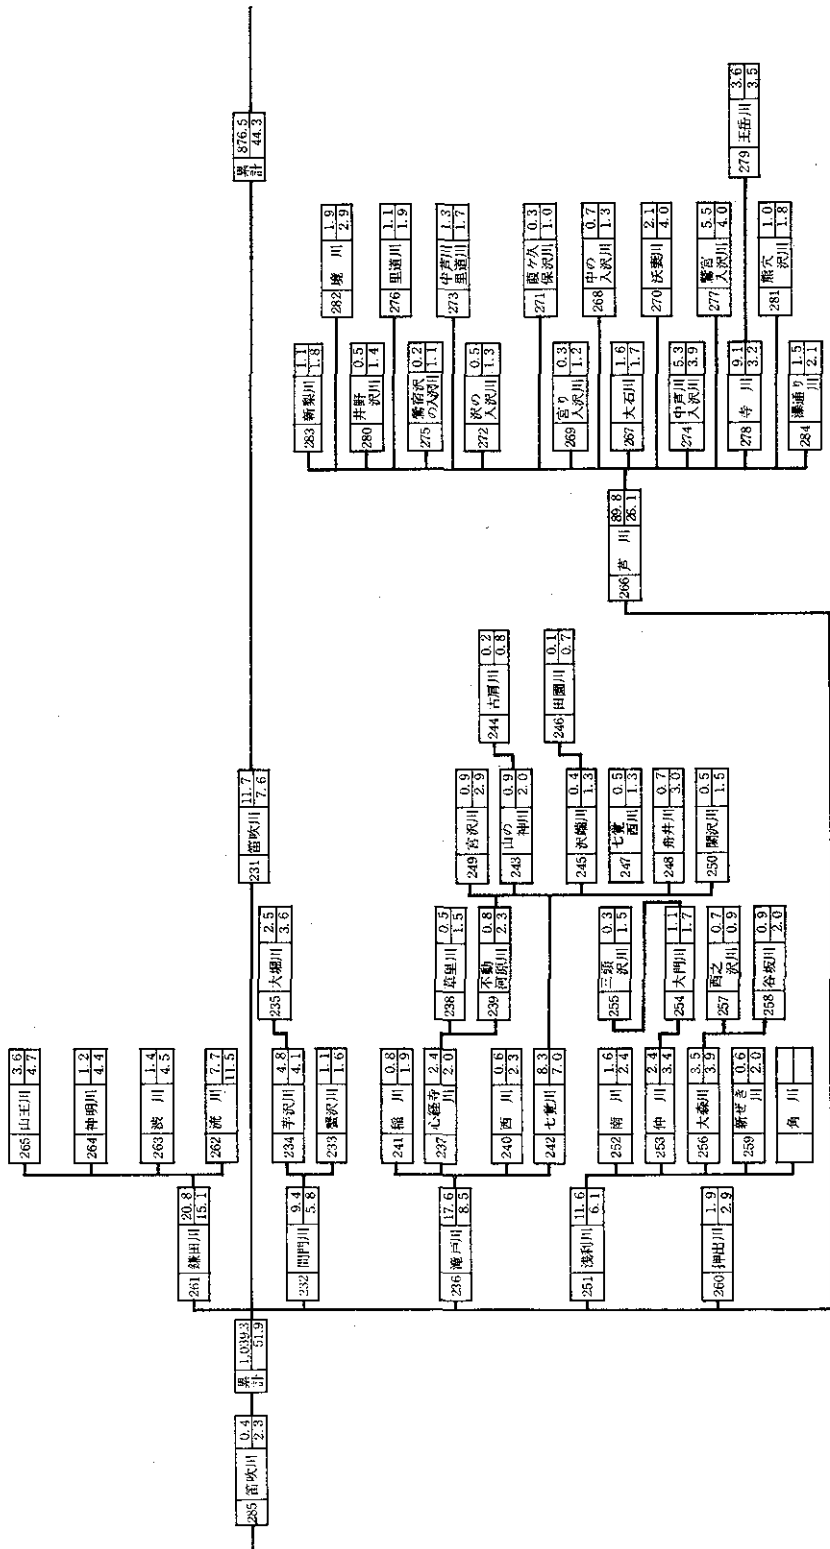 285 笛吹川 0.4 2.3
累計 1,039.3 51.9
231 笛吹川 11.7 7.6
累計 876.5 44.3
265 山王川 3.6 4.7
264 神明川 1.2 4.4
263 渋川 1.4 4.5
262 流川 7.7 11.5
261 鎌田川 20.8 15.1
235 大堀川 2.5 3.6
234 芋沢川 4.8 4.1
233 蟹沢川 1.1 1.6
232 間門川 9.4 5.8
241 稲川 0.8 1.9
237 心経寺川 2.4 2.0
238 草里川 0.5 1.5
239 不動河原川 0.8 2.3
240 西川 0.6 2.3
242 七覚川 8.3 7.0
236 滝戸川 17.6 8.5
249 宮沢川 0.9 2.9
243 山の神川 0.9 2.0
244 古屑川 0.2 0.8
245 沢端川 0.4 1.3
246 田園川 0.1 0.7
247 七覚西川 0.5 1.3
248 舟井川 0.7 3.0
250 関沢川 0.5 1.5
252 南川 1.6 2.4
253 仲川 2.4 3.4
255 三頭沢川 0.3 1.5
254 大門川 1.1 1.7
256 大森川 3.5 3.9
257 西之沢川 0.7 0.9
258 谷坂川 0.9 2.0
259 新ぜき川 0.6 2.0
角川
251 浅利川 11.6 6.1
260 押出川 1.9 2.9
266 芦川 89.8 26.1
283 新梨川 1.1 1.8
282 境川 1.9 2.9
280 井野沢川 0.5 1.4
276 里道川 1.1 1.9
275 鶯宿沢の入沢川 0.2 1.1
273 中芦川里道川 1.3 1.7
272 沢の入沢川 0.5 1.3
271 霞ケ久保沢川 0.3 1.0
269 宮り入沢川 0.3 1.2
268 中の入沢川 0.7 1.3
267 大石川 1.6 1.7
270 沃妻川 2.1 4.0
274 中芦川入沢川 5.3 3.9
277 鶯宮入沢川 5.5 4.0
278 寺川 9.1 3.2
279 王岳川 3.6 3.5
281 熊穴沢川 1.0 1.8
284 瀑通り川 1.5 2.1